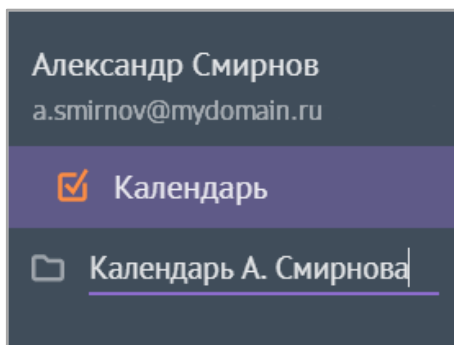 Александр Смирнов
a.smirnov@mydomain.ru
Календарь
Календарь А. Смирнова